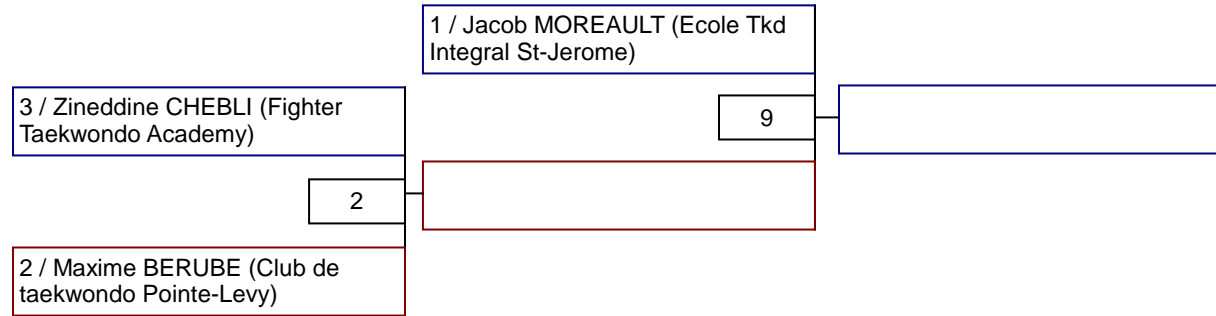 1 / Jacob MOREAULT (Ecole Tkd
Integral St-Jerome)
3 / Zineddine CHEBLI (Fighter
Taekwondo Academy)
9
2
2 / Maxime BERUBE (Club de
taekwondo Pointe-Levy)